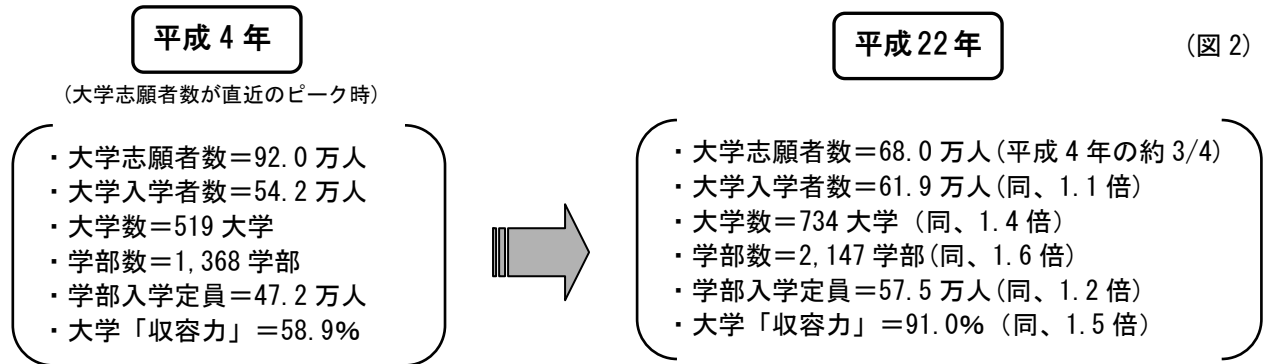 平成 4 年
(大学志願者数が直近のピーク時)
・大学志願者数＝92.0 万人
・大学入学者数＝54.2 万人
・大学数＝519 大学
・学部数＝1,368 学部
・学部入学定員＝47.2 万人
・大学「収容力」＝58.9%
平成 22 年
(図 2)
・大学志願者数＝68.0 万人(平成 4 年の約 3/4)
・大学入学者数＝61.9 万人(同、1.1 倍)
・大学数＝734 大学 (同、1.4 倍)
・学部数＝2,147 学部(同、1.6 倍)
・学部入学定員＝57.5 万人(同、1.2 倍)
・大学「収容力」＝91.0% (同、1.5 倍)